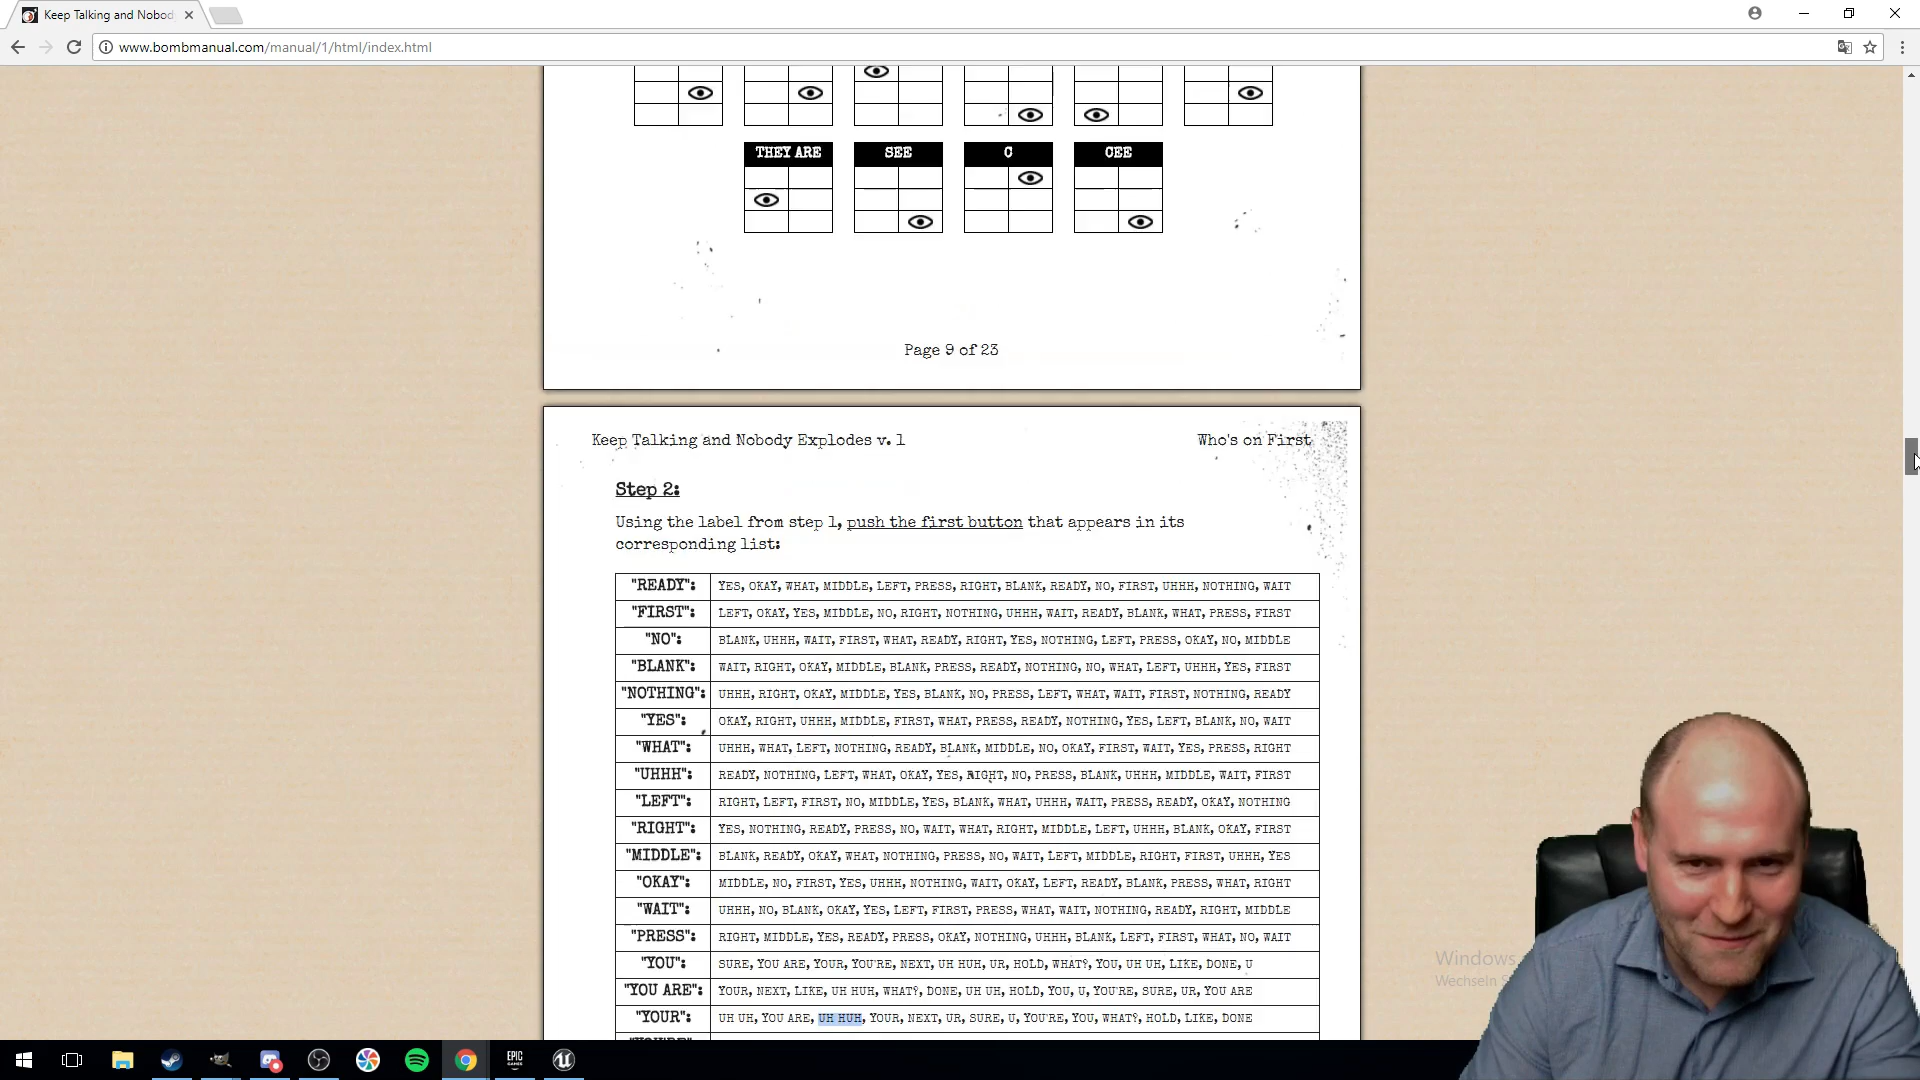 Keep Talking and Nobod
www.bombmanual.com/manual/1/html/index.html
THEY ARE SEE C CEE
Page 9 of 23
Keep Talking and Nobody Explodes v. 1
Who's on First
Step 2:
Using the label from step 1, push the first button that appears in its
corresponding list:
"READY": YES, OKAY, WHAT, MIDDLE, LEFT, PRESS, RIGHT, BLANK, READY, NO, FIRST, UHHH, NOTHING, WAIT
"FIRST": LEFT, OKAY, YES, MIDDLE, NO, RIGHT, NOTHING, UHHH, WAIT, READY, BLANK, WHAT, PRESS, FIRST
"NO": BLANK, UHHH, WAIT, FIRST, WHAT, READY, RIGHT, YES, NOTHING, LEFT, PRESS, OKAY, NO, MIDDLE
"BLANK": WAIT, RIGHT, OKAY, MIDDLE, BLANK, PRESS, READY, NOTHING, NO, WHAT, LEFT, UHHH, YES, FIRST
"NOTHING": UHHH, RIGHT, OKAY, MIDDLE, YES, BLANK, NO, PRESS, LEFT, WHAT, WAIT, FIRST, NOTHING, READY
"YES": OKAY, RIGHT, UHHH, MIDDLE, FIRST, WHAT, PRESS, READY, NOTHING, YES, LEFT, BLANK, NO, WAIT
"WHAT": UHHH, WHAT, LEFT, NOTHING, READY, BLANK, MIDDLE, NO, OKAY, FIRST, WAIT, YES, PRESS, RIGHT
"UHHH": READY, NOTHING, LEFT, WHAT, OKAY, YES, RIGHT, NO, PRESS, BLANK, UHHH, MIDDLE, WAIT, FIRST
"LEFT": RIGHT, LEFT, FIRST, NO, MIDDLE, YES, BLANK, WHAT, UHHH, WAIT, PRESS, READY, OKAY, NOTHING
"RIGHT": YES, NOTHING, READY, PRESS, NO, WAIT, WHAT, RIGHT, MIDDLE, LEFT, UHHH, BLANK, OKAY, FIRST
"MIDDLE": BLANK, READY, OKAY, WHAT, NOTHING, PRESS, NO, WAIT, LEFT, MIDDLE, RIGHT, FIRST, UHHH, YES
"OKAY": MIDDLE, NO, FIRST, YES, UHHH, NOTHING, WAIT, OKAY, LEFT, READY, BLANK, PRESS, WHAT, RIGHT
"WAIT": UHHH, NO, BLANK, OKAY, YES, LEFT, FIRST, PRESS, WHAT, WAIT, NOTHING, READY, RIGHT, MIDDLE
"PRESS": RIGHT, MIDDLE, YES, READY, PRESS, OKAY, NOTHING, UHHH, BLANK, LEFT, FIRST, WHAT, NO, WAIT
"YOU": SURE, YOU ARE, YOUR, YOU'RE, NEXT, UH HUH, UR, HOLD, WHAT?, YOU, UH UH, LIKE, DONE, U
"YOU ARE": YOUR, NEXT, LIKE, UH HUH, WHAT?, DONE, UH UH, HOLD, YOU, U, YOU'RE, SURE, UR, YOU ARE
"YOUR": UH UH, YOU ARE, UH HUH, YOUR, NEXT, UR, SURE, U, YOU'RE, YOU, WHAT?, HOLD, LIKE, DONE
Windows
Wechseln
EPIC
GAMES